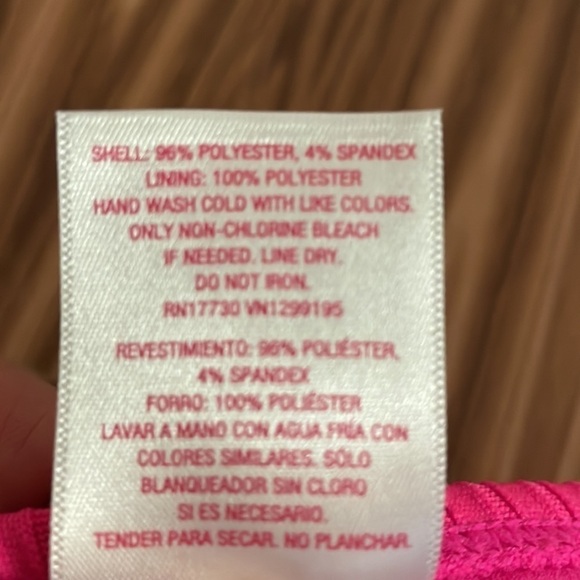 SHELL: 96% POLYESTER, 4% SPANDEX
LINING: 100% POLYESTER
HAND WASH COLD WITH LIKE COLORS.
ONLY NON-CHLORINE BLEACH
IF NEEDED. LINE DRY.
DO NOT IRON.
RN17730 VN1299195
REVESTIMIENTO: 96% POLIÉSTER,
4% SPANDEX
FORRO: 100% POLIÉSTER
LAVAR A MANO CON AGUA FRÍA CON
COLORES SIMILARES. SÓLO
BLANQUEADOR SIN CLORO
SI ES NECESARIO.
TENDER PARA SECAR. NO PLANCHAR.